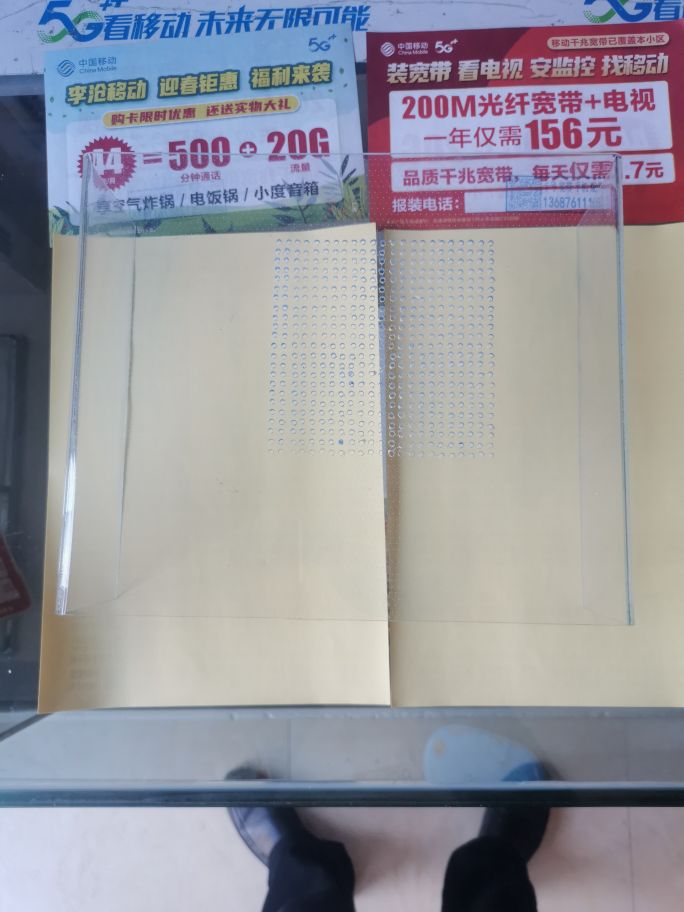 5G++看移动 未来无限可能
5G
看
中国移动
China Mobile
5G+
李沧移动 迎春钜惠 福利来袭
购卡限时优惠 还送实物大礼
44
=500+20G
分钟通话
流量
享空气炸锅 / 电饭锅 / 小度音箱
中国移动
China Mobile
5G+
移动千兆宽带已覆盖本小区
装宽带 看电视 安监控 找移动
200M光纤宽带+电视
一年仅需156元
品质千兆宽带，每天仅需 .7元
报装电话：